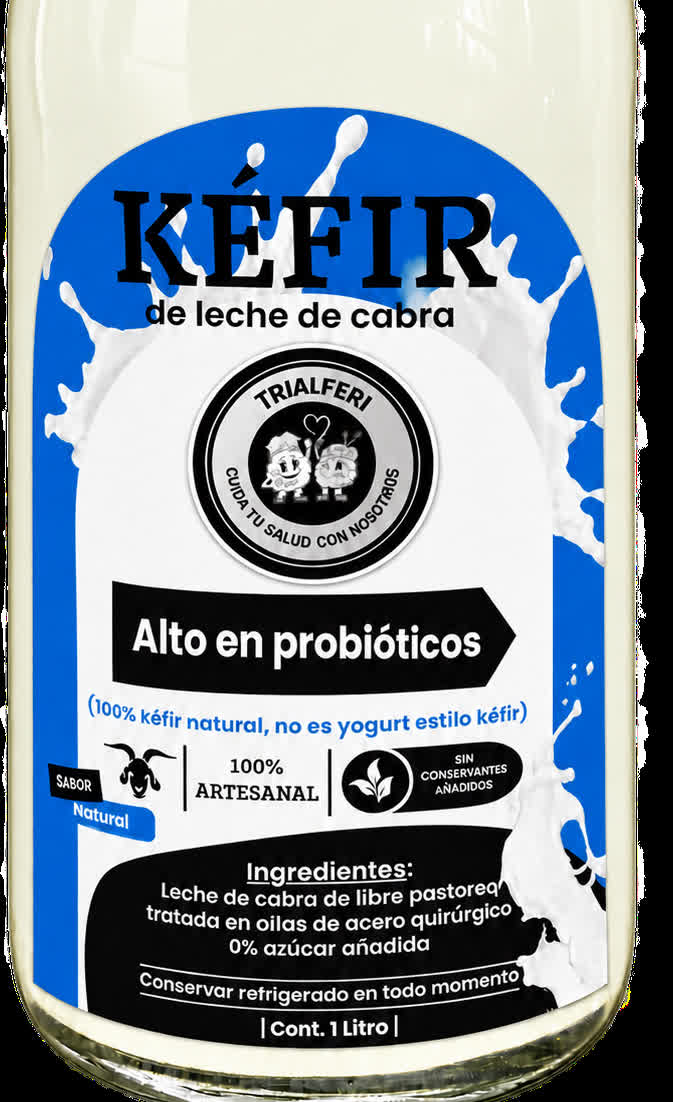 KÉFIR
de leche de cabra
TRIALFERI
CUIDA TU SALUD CON NOSOTROS
Alto en probióticos
(100% kéfir natural, no es yogurt estilo kéfir)
SABOR
Natural
100%
ARTESANAL
SIN
CONSERVANTES
AÑADIDOS
Ingredientes:
Leche de cabra de libre pastoreo
tratada en oilas de acero quirúrgico
0% azúcar añadida
Conservar refrigerado en todo momento
|Cont. 1 Litro|